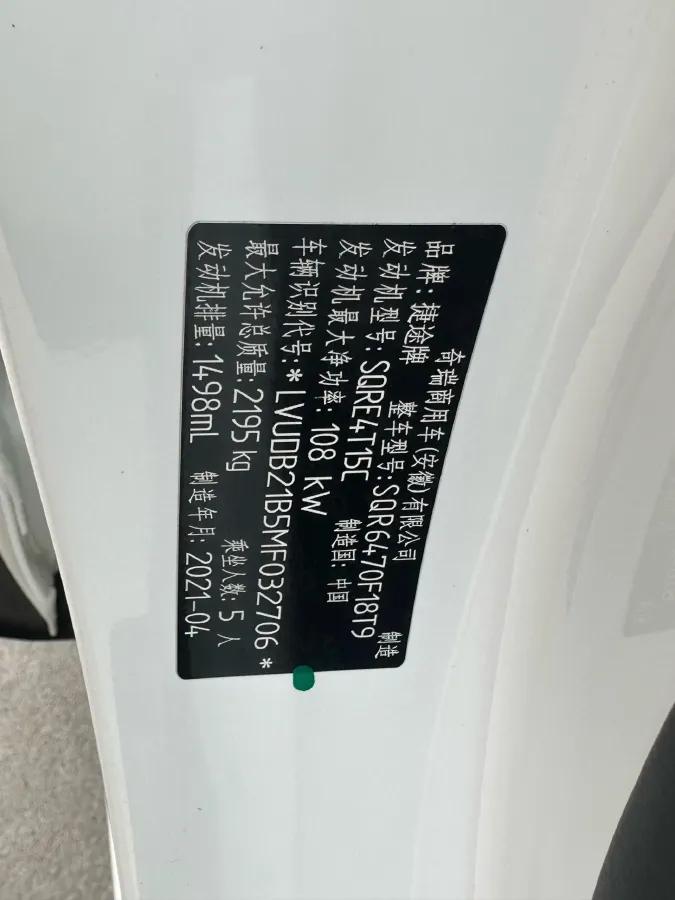 奇瑞商用车(安徽)有限公司 制造
品牌:捷途牌 整车型号:SQR6470F18T9
发动机型号:SQRE4T15C 制造国:中国
发动机最大净功率:108 kW
车辆识别代号:*LVUDB21B5MF032706*
最大允许总质量:2195 kg 乘坐人数:5 人
发动机排量:1498mL 制造年月:2021-04